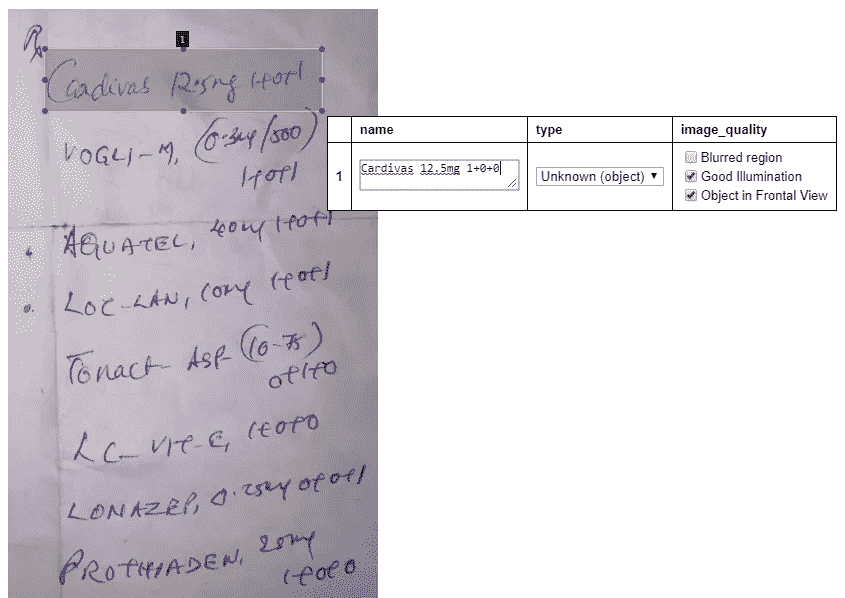 Rx
1
Cardivas 12.5mg 1+0+1
name type image_quality
1 Cardivas 12.5mg 1+0+0 Unknown (object) Blurred region
Good Illumination
Object in Frontal View
VOGLI-M, (0.3mg/500)
1+0+1
AQUATEL, 40mg 1+0+1
LOC-LAN, 10mg 1+0+1
Tonact- ASP (10-75)
0+1+0
LC-VIT-E, 1+0+0
LONAZEP, 0.25mg 0+0+1
PROTHIADEN, 25mg
1+0+0